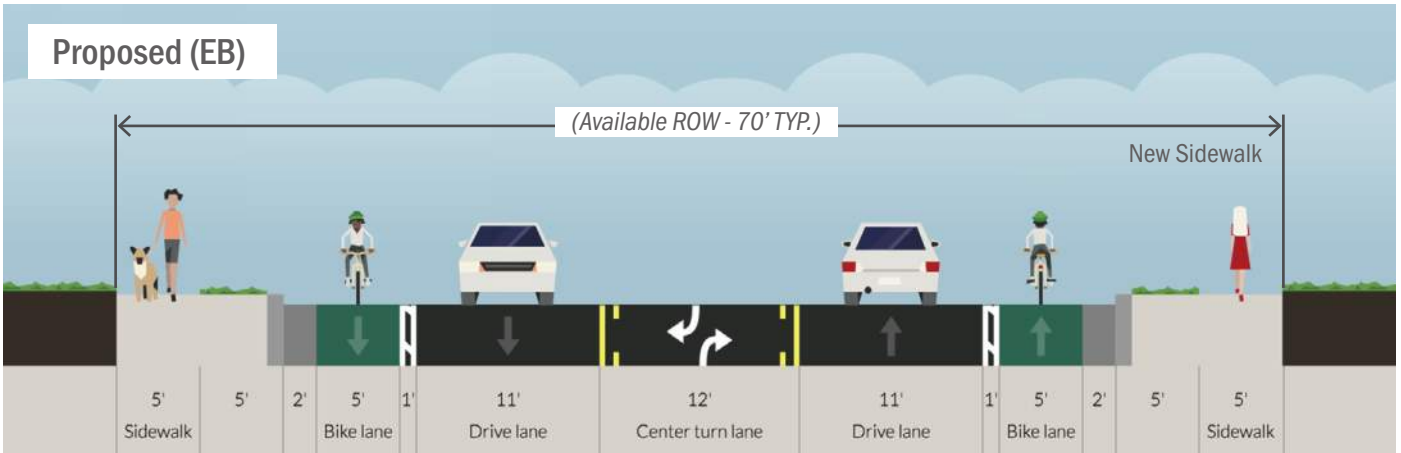 Proposed (EB)
(Available ROW - 70' TYP.)
New Sidewalk
5' 5' 2' 5' 1' 11' 12' 11' 1' 5' 2' 5' 5'
Sidewalk Bike lane Drive lane Center turn lane Drive lane Bike lane Sidewalk